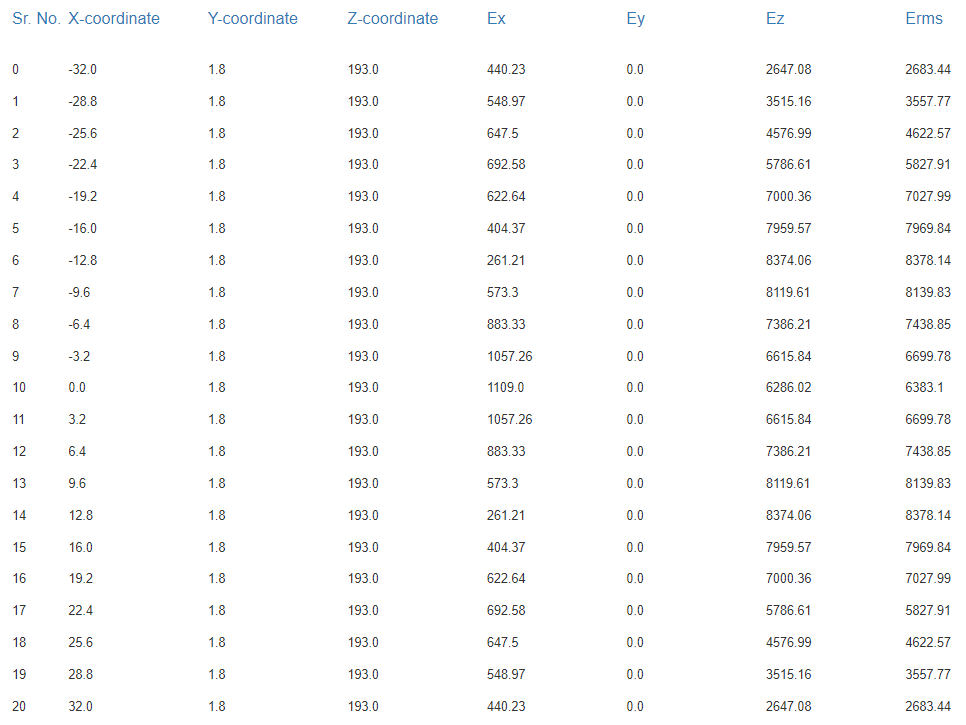 Sr. No. X-coordinate Y-coordinate Z-coordinate Ex Ey Ez Erms
0 -32.0 1.8 193.0 440.23 0.0 2647.08 2683.44
1 -28.8 1.8 193.0 548.97 0.0 3515.16 3557.77
2 -25.6 1.8 193.0 647.5 0.0 4576.99 4622.57
3 -22.4 1.8 193.0 692.58 0.0 5786.61 5827.91
4 -19.2 1.8 193.0 622.64 0.0 7000.36 7027.99
5 -16.0 1.8 193.0 404.37 0.0 7959.57 7969.84
6 -12.8 1.8 193.0 261.21 0.0 8374.06 8378.14
7 -9.6 1.8 193.0 573.3 0.0 8119.61 8139.83
8 -6.4 1.8 193.0 883.33 0.0 7386.21 7438.85
9 -3.2 1.8 193.0 1057.26 0.0 6615.84 6699.78
10 0.0 1.8 193.0 1109.0 0.0 6286.02 6383.1
11 3.2 1.8 193.0 1057.26 0.0 6615.84 6699.78
12 6.4 1.8 193.0 883.33 0.0 7386.21 7438.85
13 9.6 1.8 193.0 573.3 0.0 8119.61 8139.83
14 12.8 1.8 193.0 261.21 0.0 8374.06 8378.14
15 16.0 1.8 193.0 404.37 0.0 7959.57 7969.84
16 19.2 1.8 193.0 622.64 0.0 7000.36 7027.99
17 22.4 1.8 193.0 692.58 0.0 5786.61 5827.91
18 25.6 1.8 193.0 647.5 0.0 4576.99 4622.57
19 28.8 1.8 193.0 548.97 0.0 3515.16 3557.77
20 32.0 1.8 193.0 440.23 0.0 2647.08 2683.44